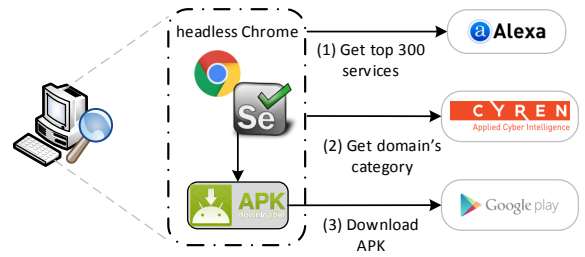 headless Chrome
(1) Get top 300
services
a Alexa
Se
CYREN
Applied Cyber Intelligence
(2) Get domain's
category
APK
downloader
Google play
(3) Download
APK